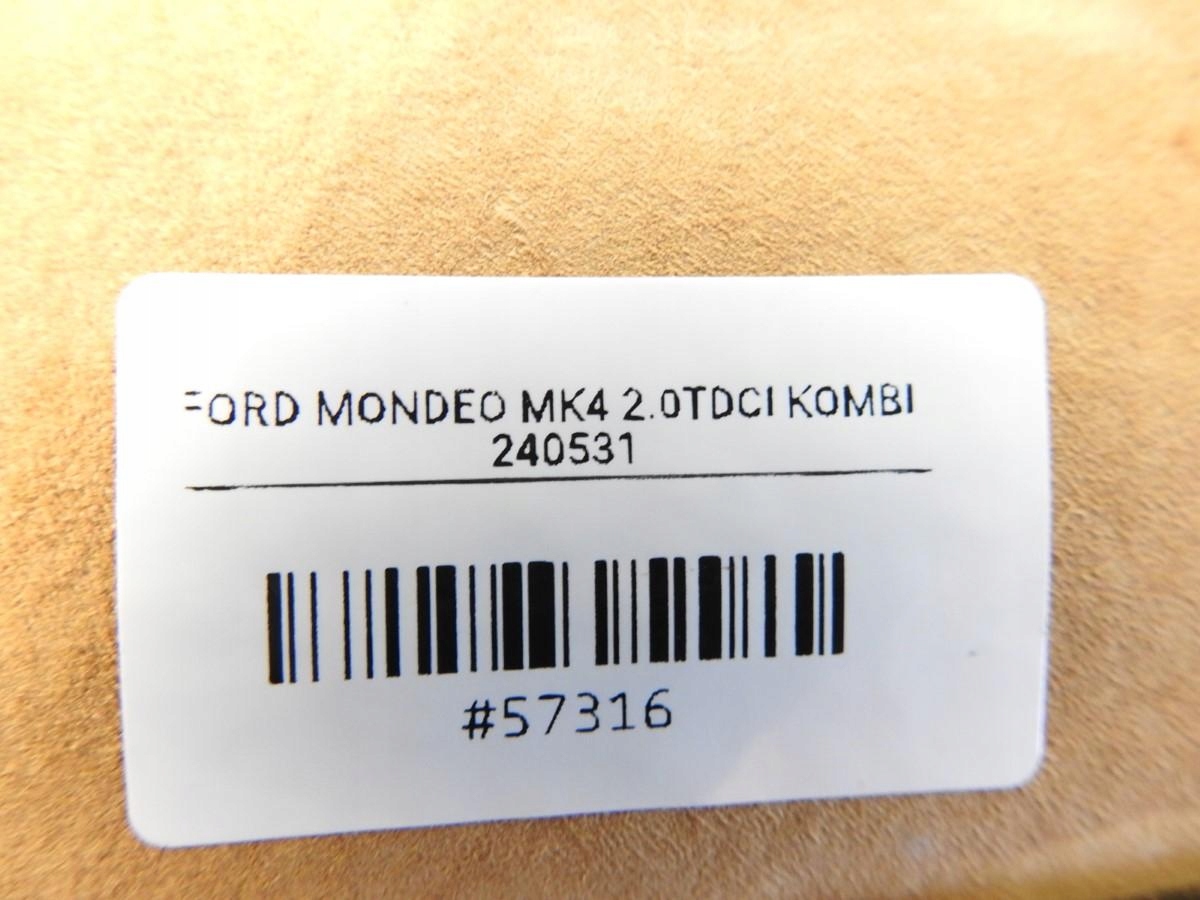 FORD MONDEO MK4 2.0TDCI KOMBI
240531
#57316